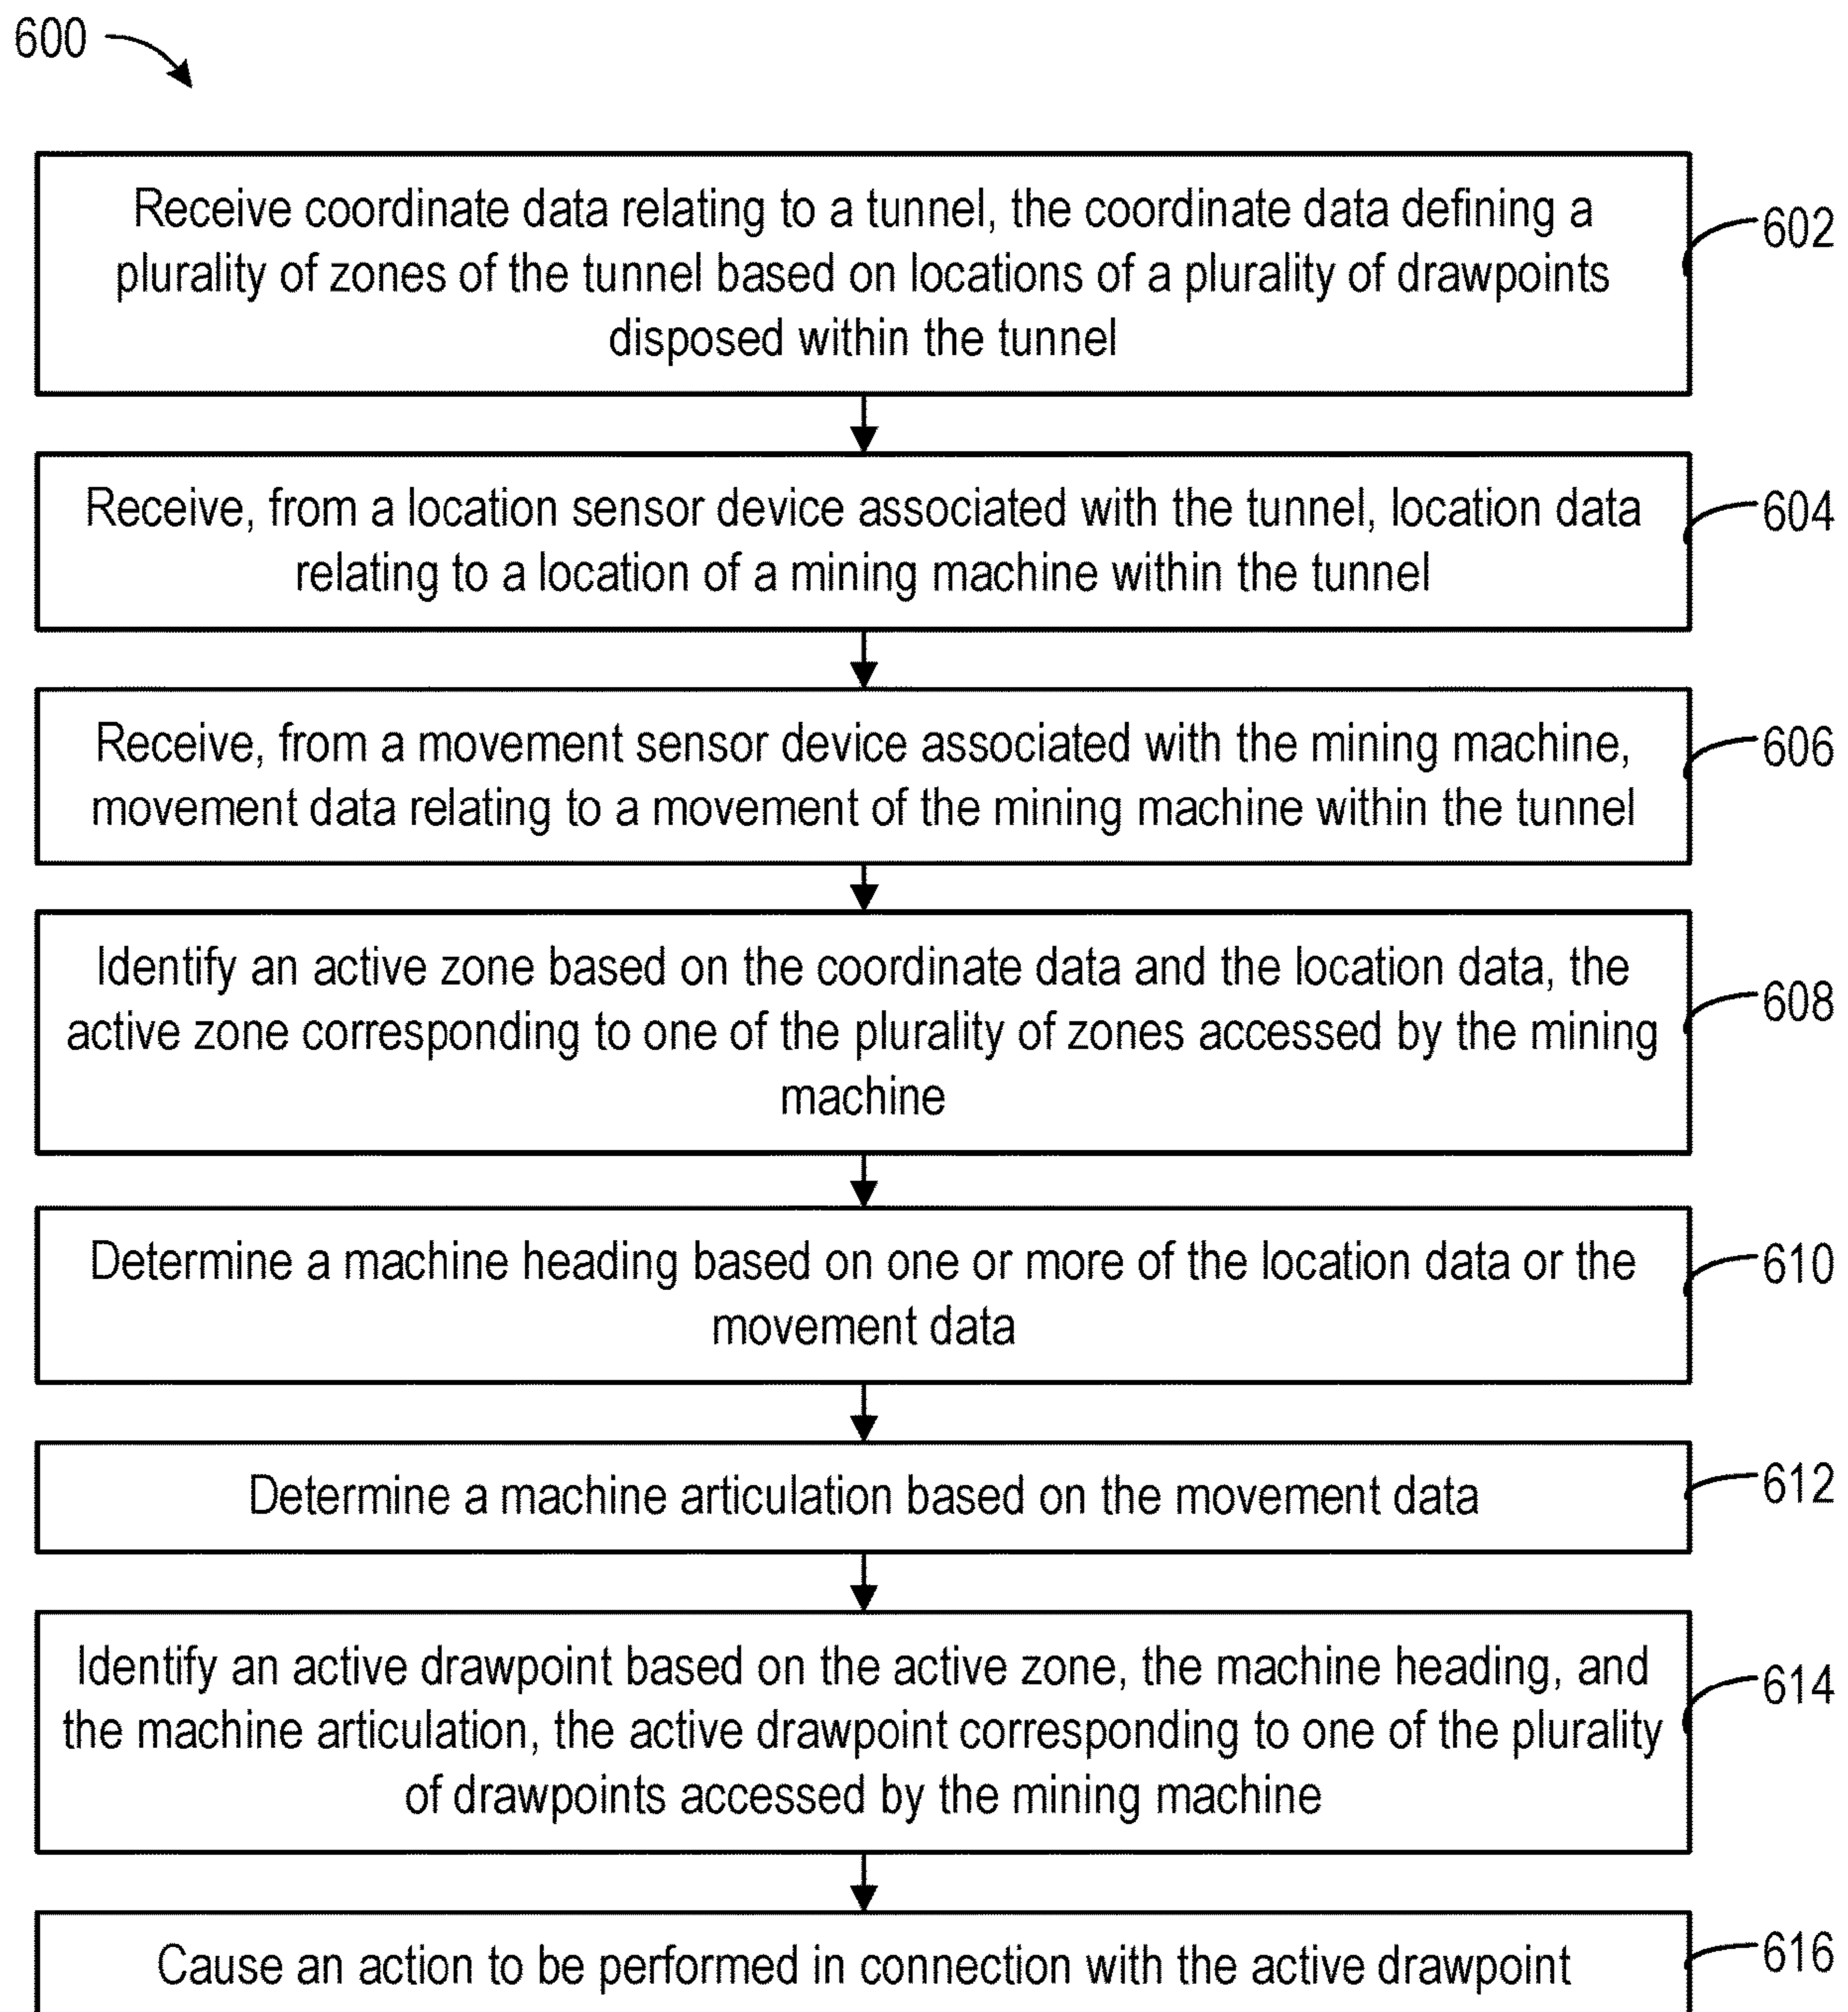 600
Receive coordinate data relating to a tunnel, the coordinate data defining a
plurality of zones of the tunnel based on locations of a plurality of drawpoints
disposed within the tunnel
602
Receive, from a location sensor device associated with the tunnel, location data
relating to a location of a mining machine within the tunnel
604
Receive, from a movement sensor device associated with the mining machine,
movement data relating to a movement of the mining machine within the tunnel
606
Identify an active zone based on the coordinate data and the location data, the
active zone corresponding to one of the plurality of zones accessed by the mining
machine
608
Determine a machine heading based on one or more of the location data or the
movement data
610
Determine a machine articulation based on the movement data
612
Identify an active drawpoint based on the active zone, the machine heading, and
the machine articulation, the active drawpoint corresponding to one of the plurality
of drawpoints accessed by the mining machine
614
Cause an action to be performed in connection with the active drawpoint
616